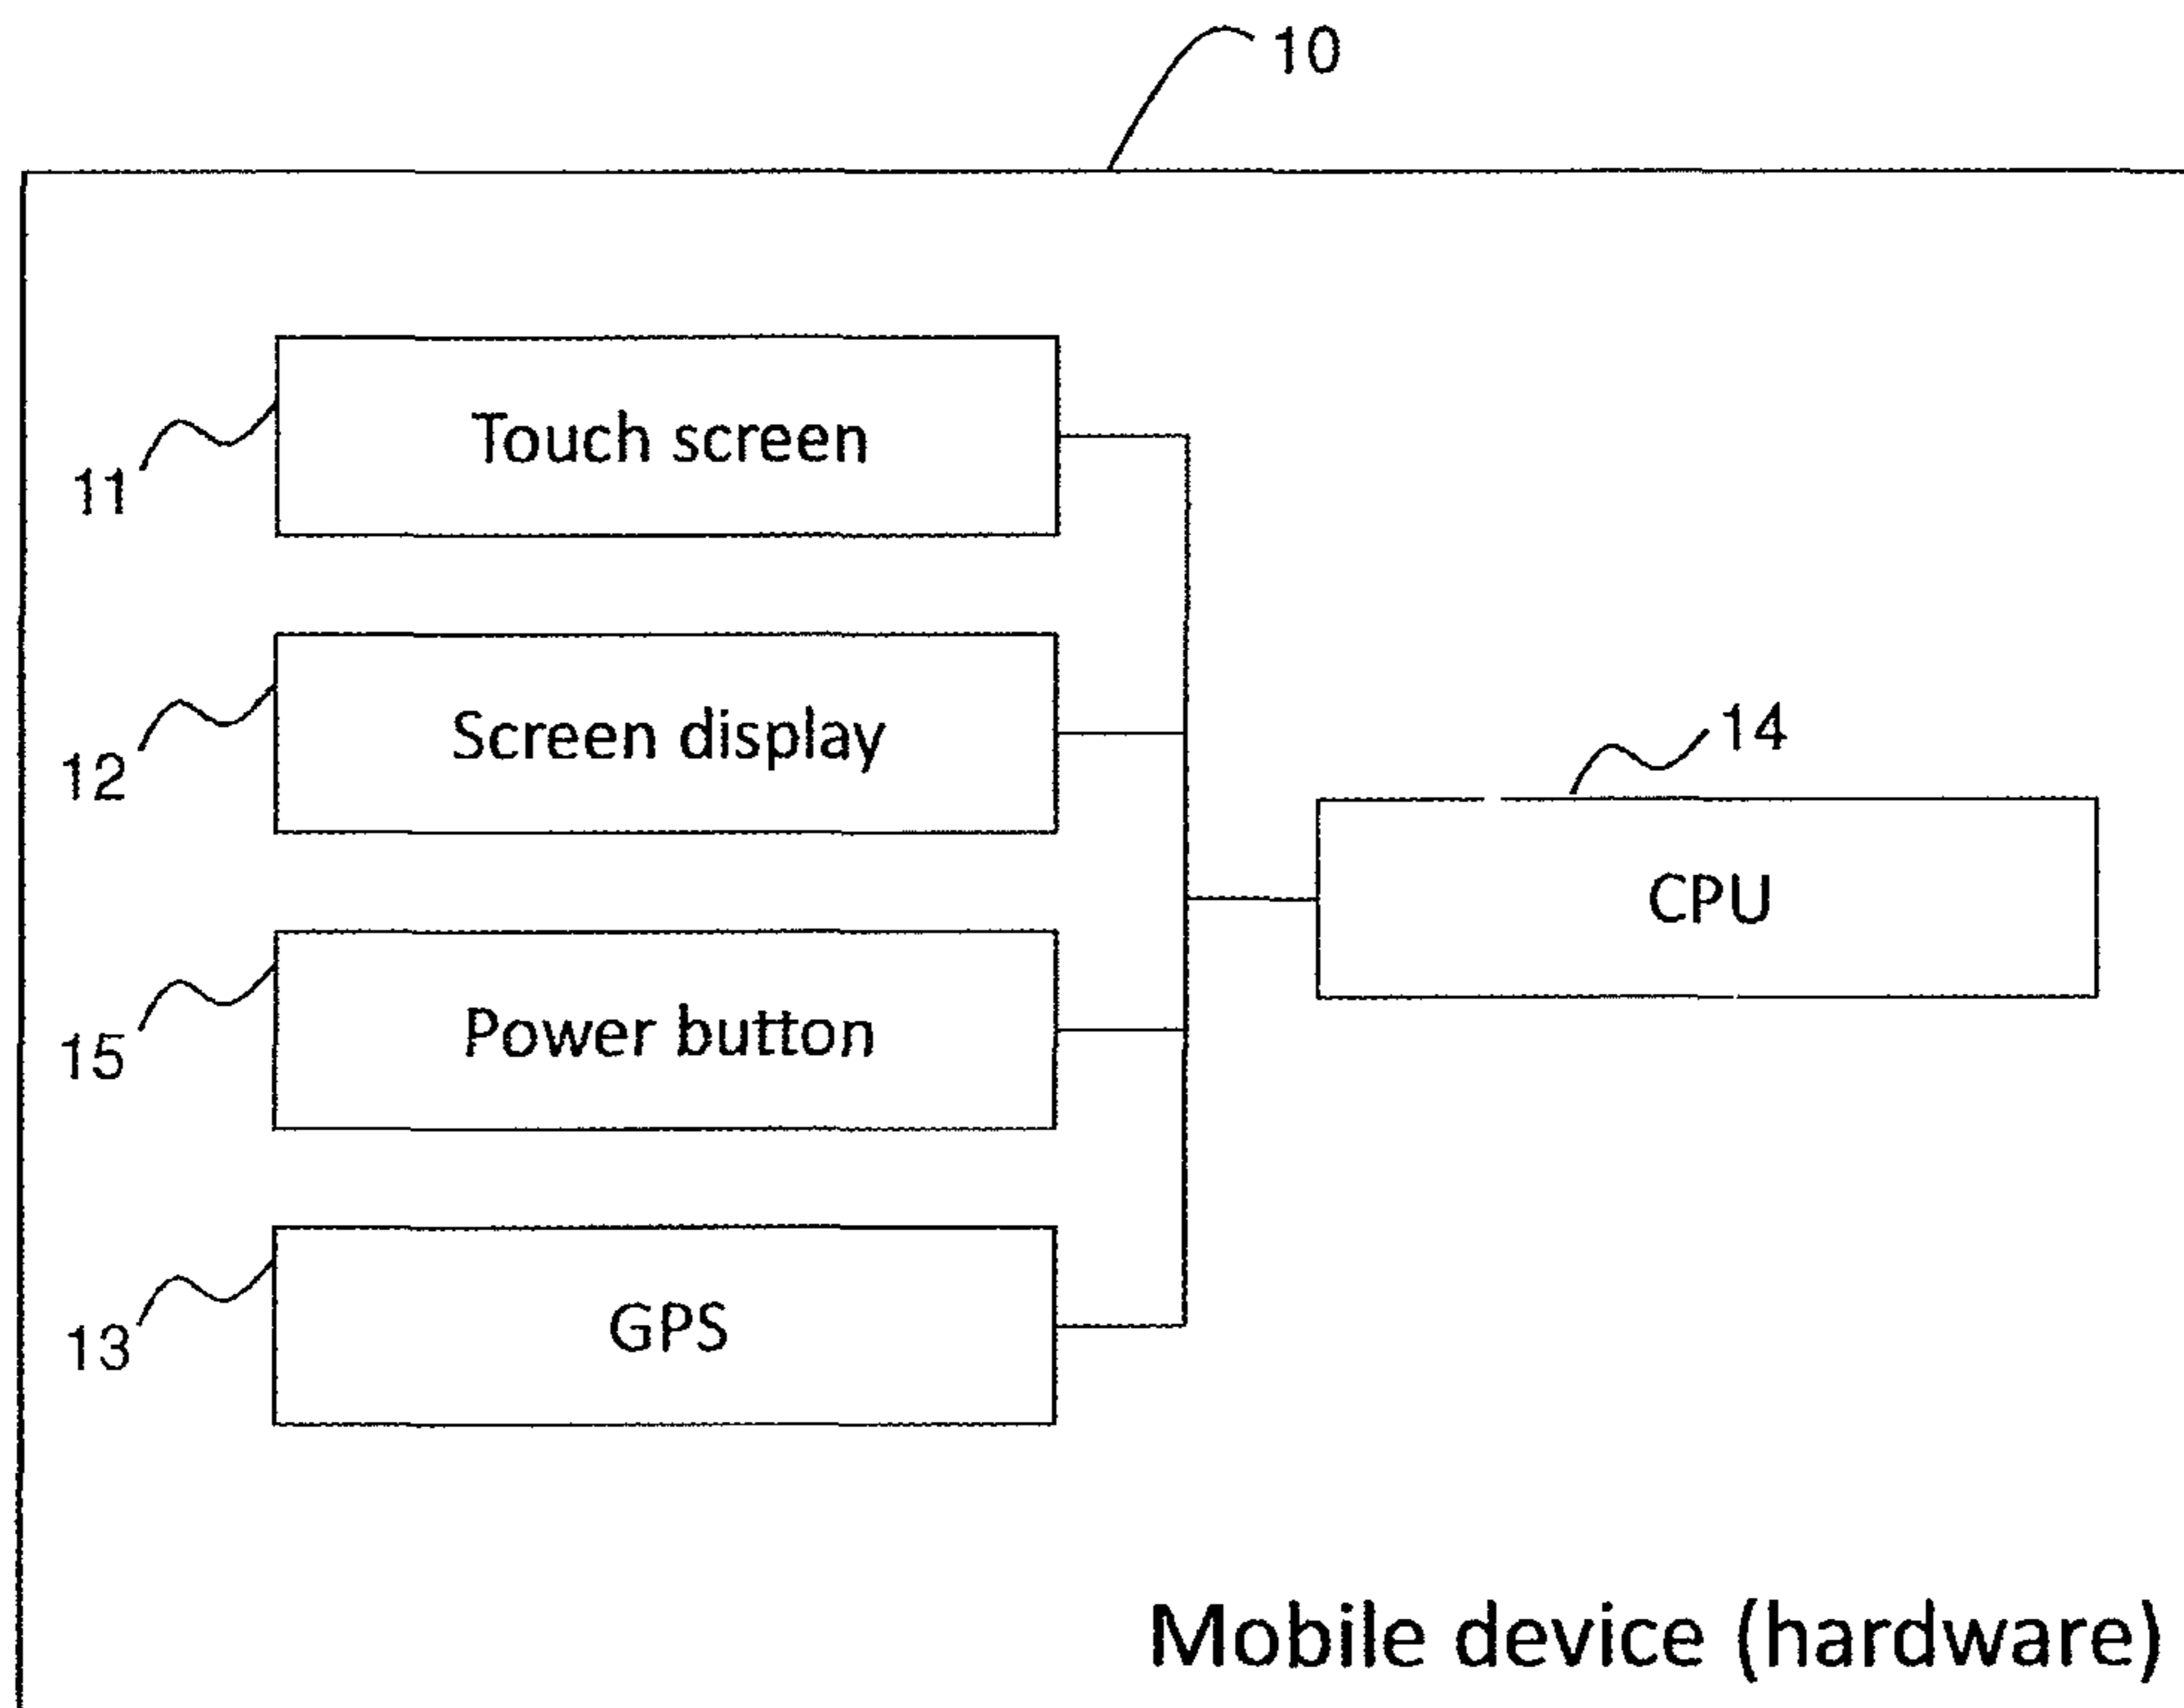 10
Touch screen
11
Screen display
12
14
CPU
Power button
15
GPS
13
Mobile device (hardware)